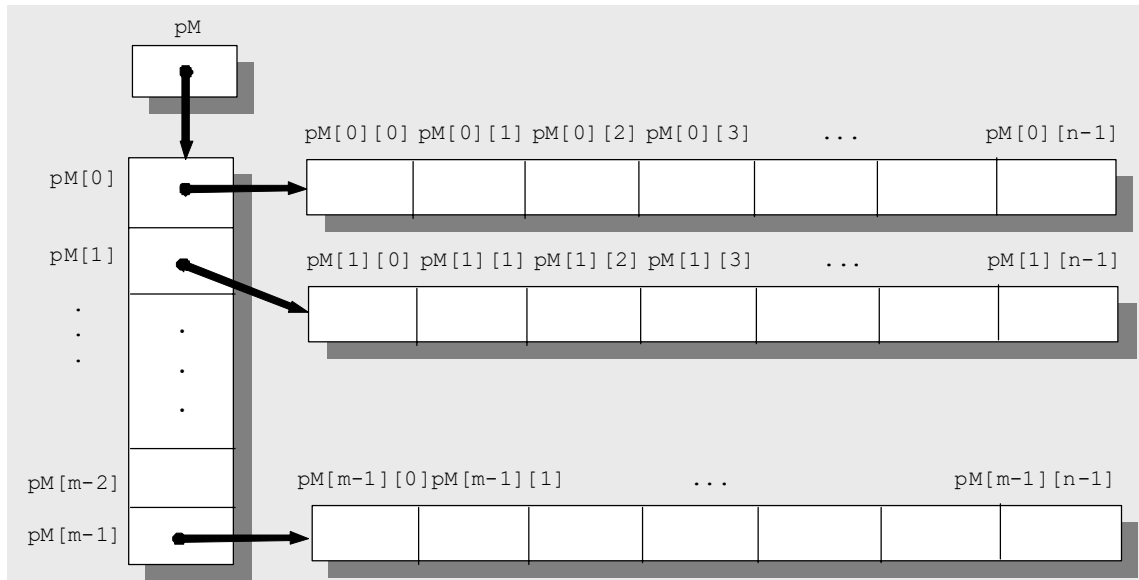 pM
pM[0][0] pM[0][1] pM[0][2] pM[0][3] ... pM[0][n-1]
pM[0]
pM[1]
pM[1][0] pM[1][1] pM[1][2] pM[1][3] ... pM[1][n-1]
.
.
.
.
.
.
pM[m-2]
pM[m-1][0]pM[m-1][1] ... pM[m-1][n-1]
pM[m-1]